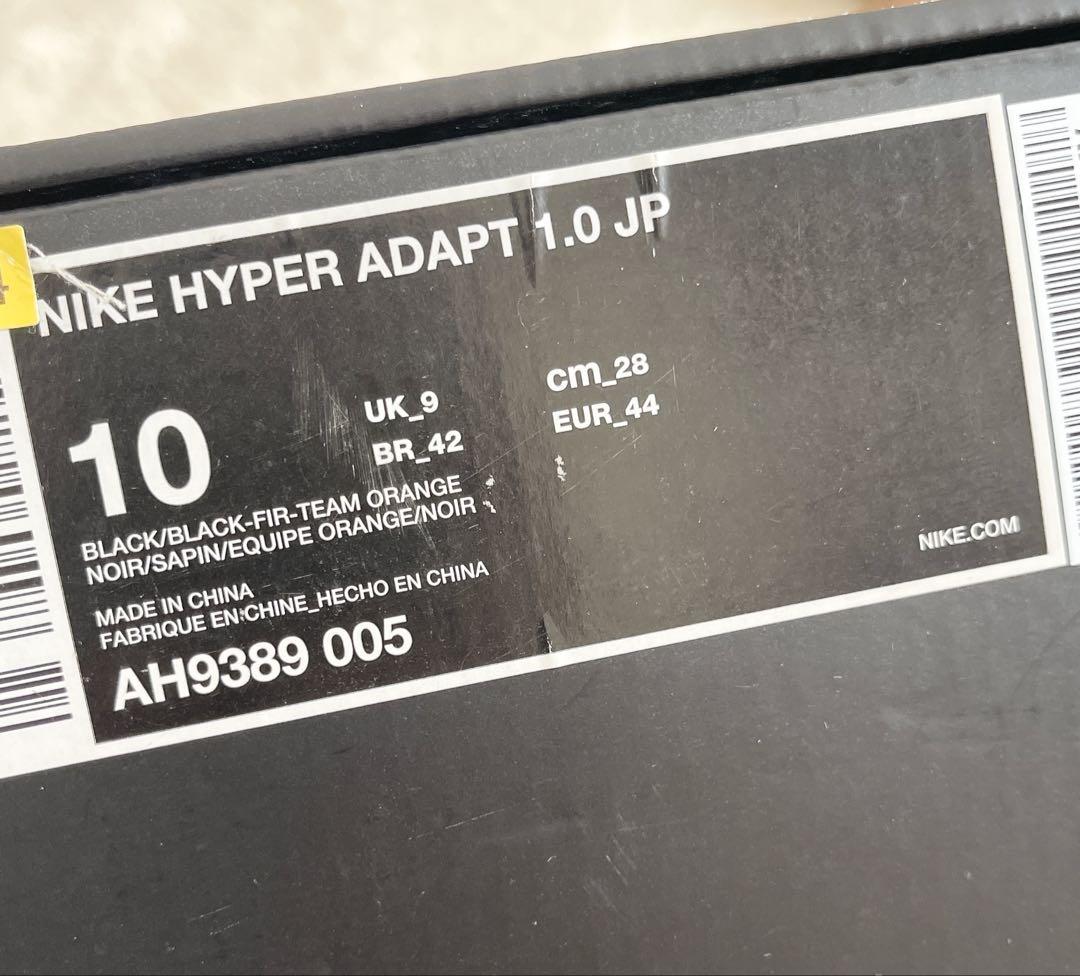 NIKE HYPER ADAPT 1.0 JP
10
UK_9
cm_28
BR_42
EUR_44
BLACK/BLACK-FIR-TEAM ORANGE
NOIR/SAPIN/EQUIPE ORANGE/NOIR
MADE IN CHINA
FABRIQUE EN CHINE_HECHO EN CHINA
AH9389 005
NIKE.COM